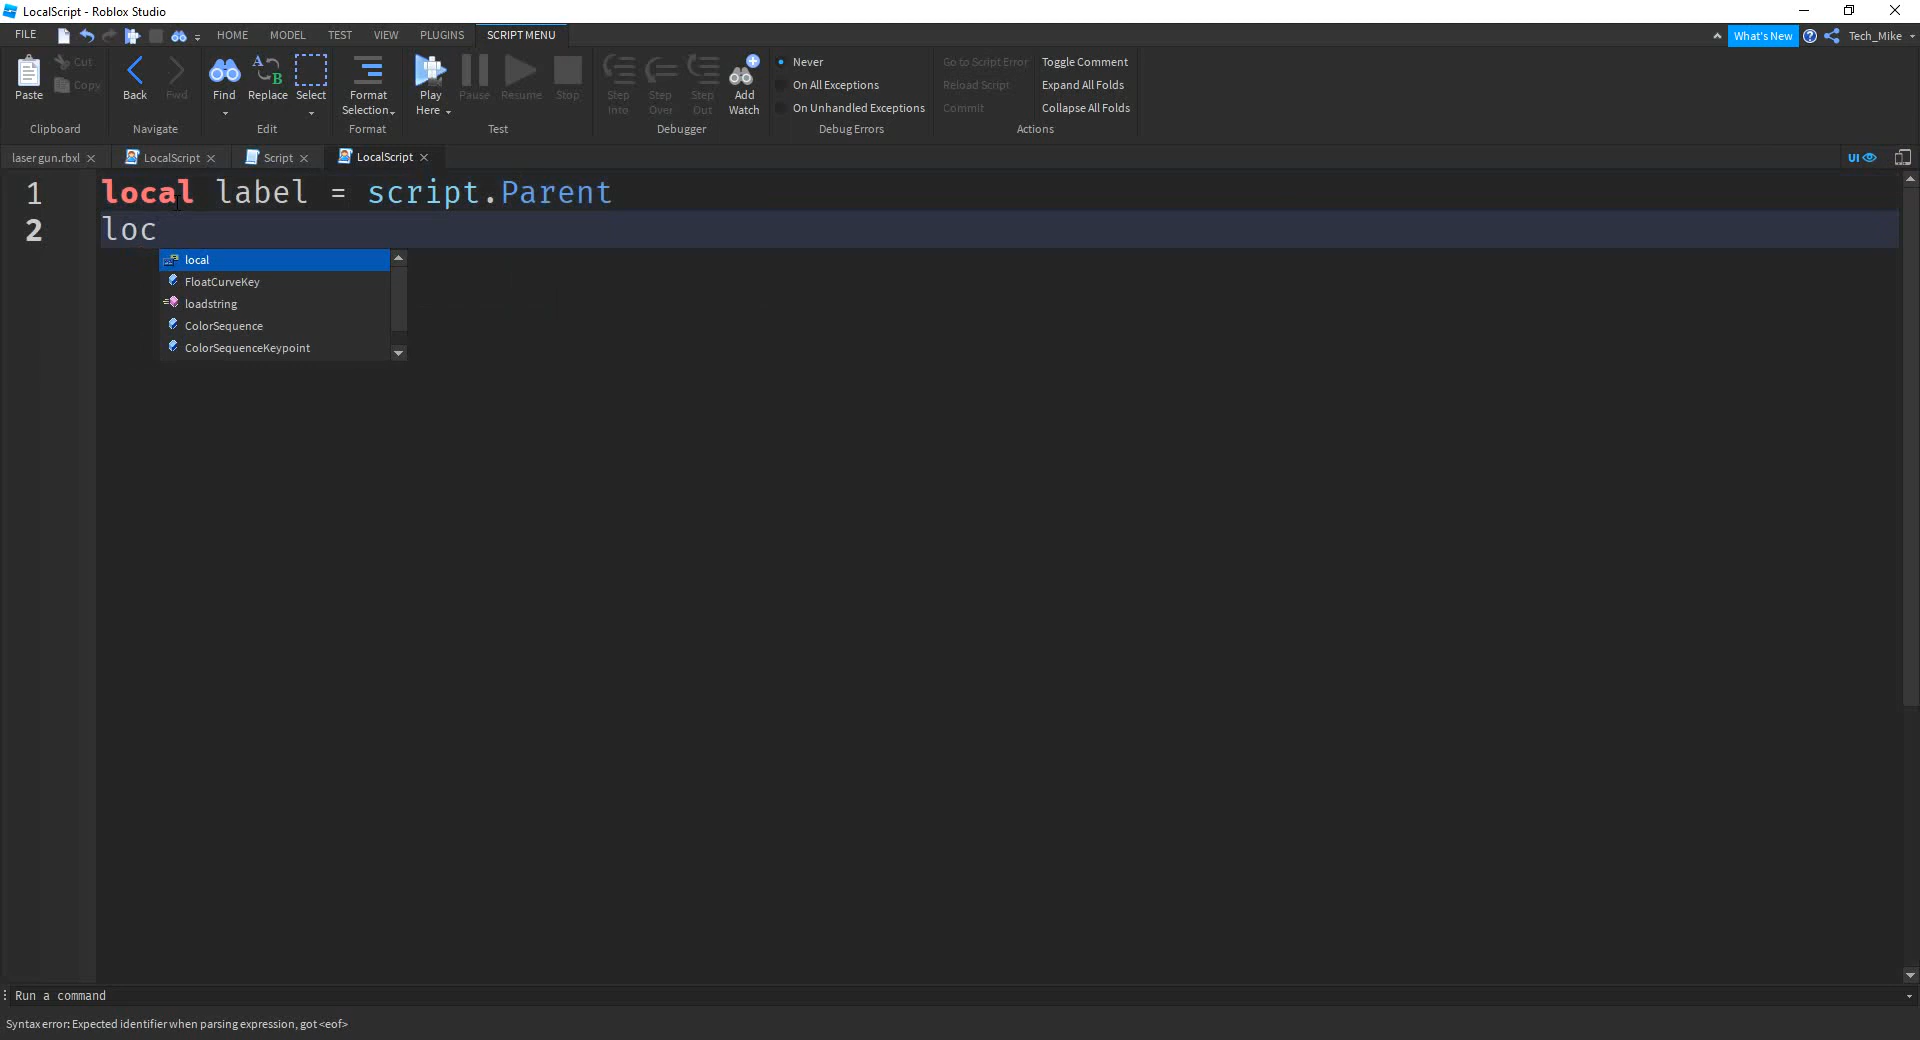 LocalScript - Roblox Studio
FILE HOME MODEL TEST VIEW PLUGINS SCRIPT MENU What's New Tech_Mike
Paste Cut Copy
Clipboard
Back Fwd
Navigate
Find Replace Select
Edit
Format Selection
Format
Play Here Pause Resume Stop
Test
Step Into Step Over Step Out Add Watch
Debugger
Never
On All Exceptions
On Unhandled Exceptions
Debug Errors
Go to Script Error Toggle Comment
Reload Script Expand All Folds
Commit Collapse All Folds
Actions
laser gun.rbxl LocalScript Script LocalScript UI
1 local label = script.Parent
2 loc
local
FloatCurveKey
loadstring
ColorSequence
ColorSequenceKeypoint
Run a command
Syntax error: Expected identifier when parsing expression, got <eof>